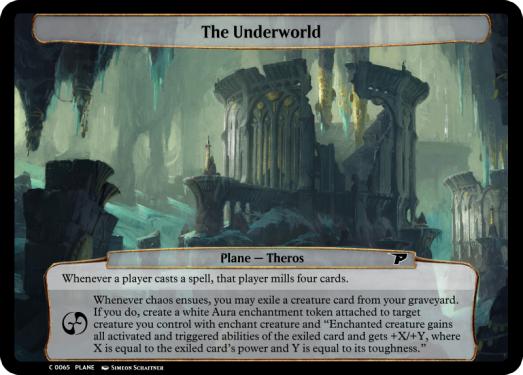 The Underworld
Plane — Theros
Whenever a player casts a spell, that player mills four cards.
Whenever chaos ensues, you may exile a creature card from your graveyard.
If you do, create a white Aura enchantment token attached to target
creature you control with enchant creature and “Enchanted creature gains
all activated and triggered abilities of the exiled card and gets +X/+Y, where
X is equal to the exiled card’s power and Y is equal to its toughness.”
C 0065 PLANE Simeon Schaffner